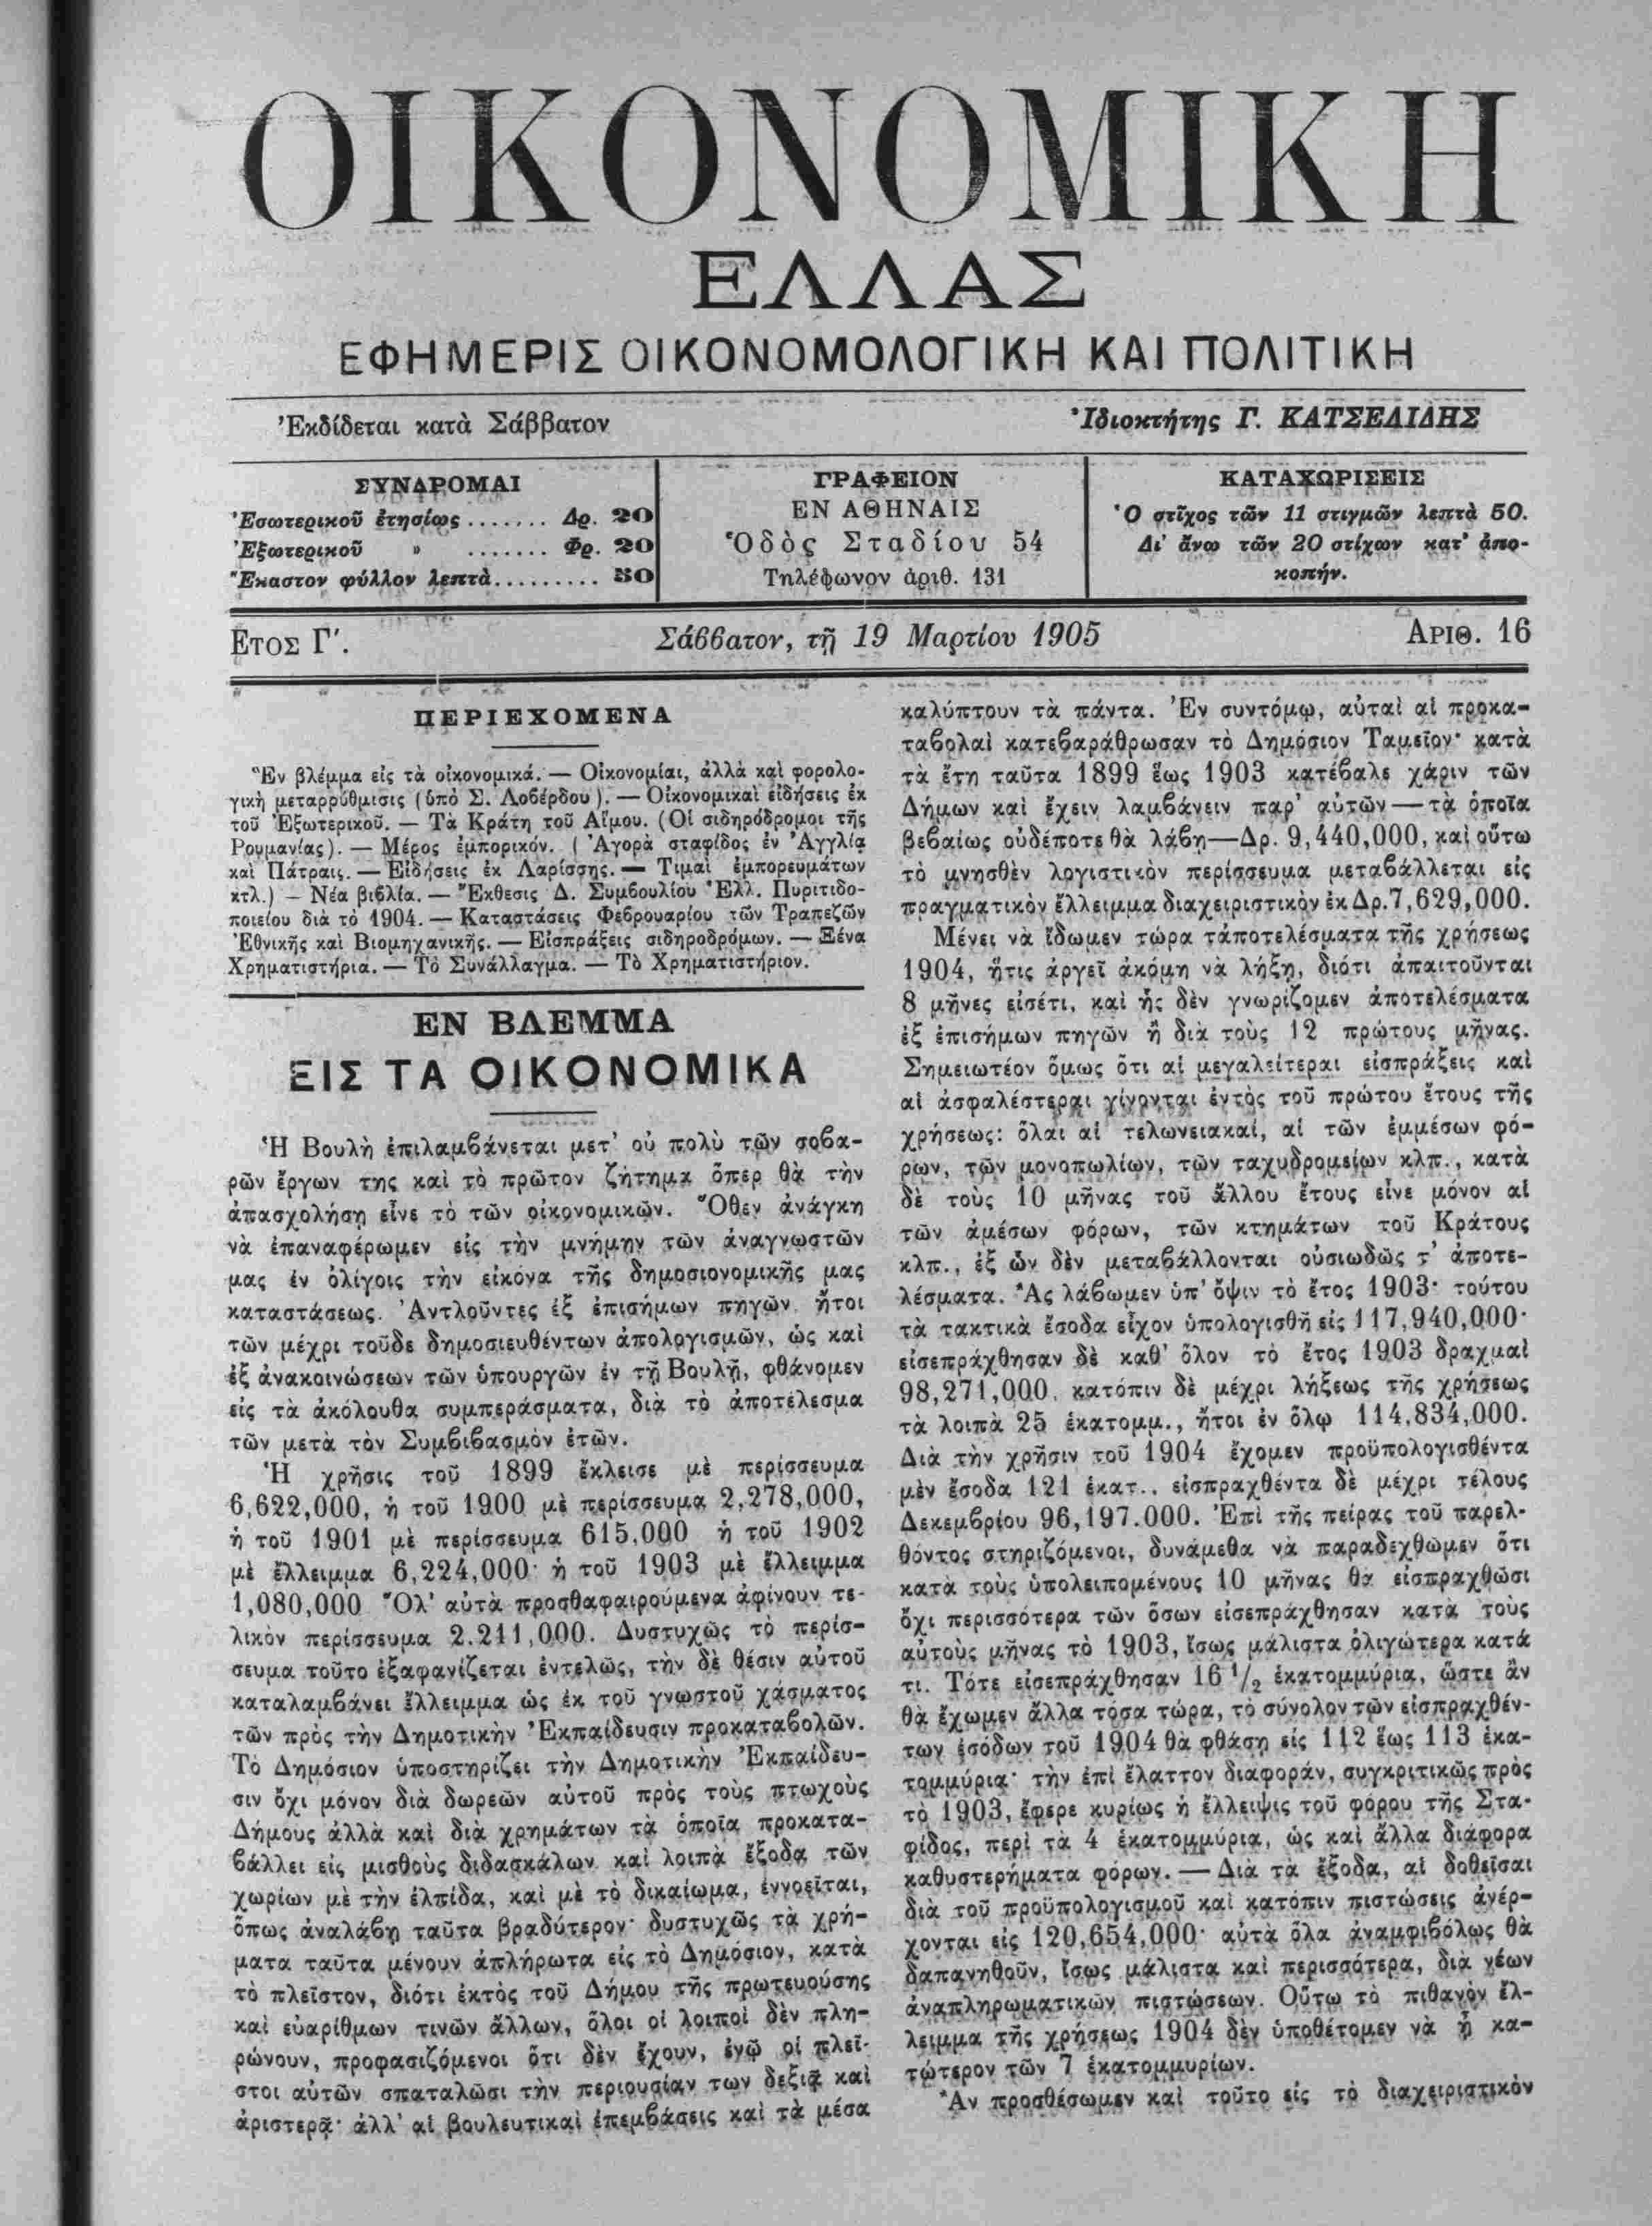 ΟΙΚΟΝΟΜΙΚΗ
ΕΛΛΑΣ
ΕΦΗΜΕΡΙΣ ΟΙΚΟΝΟΜΟΛΟΓΙΚΗ ΚΑΙ ΠΟΛΙΤΙΚΗ
Ἐκδίδεται κατὰ Σάββατον
Ἰδιοκτήτης Γ. ΚΑΤΣΕΛΙΔΗΣ
ΣΥΝΔΡΟΜΑΙ
Ἐσωτερικοῦ ἐτησίως ....... Δρ. 20
Ἐξωτερικοῦ » ....... Φρ. 20
Ἕκαστον φύλλον λεπτὰ ......... 50
ΓΡΑΦΕΙΟΝ
ΕΝ ΑΘΗΝΑΙΣ
Ὁδὸς Σταδίου 54
Τηλέφωνον ἀριθ. 131
ΚΑΤΑΧΩΡΙΣΕΙΣ
Ὁ στῖχος τῶν 11 στιγμῶν λεπτὰ 50.
Δι' ἄνω τῶν 20 στίχων κατ' ἀπο-
κοπήν.
ΕΤΟΣ Γ'.
Σάββατον, τῇ 19 Μαρτίου 1905
ΑΡΙΘ. 16
ΠΕΡΙΕΧΟΜΕΝΑ
Ἓν βλέμμα εἰς τὰ οἰκονομικά. — Οἰκονομίαι, ἀλλὰ καὶ φορολο-
γικὴ μεταρρύθμισις (ὑπὸ Σ. Λοβέρδου). — Οἰκονομικαὶ εἰδήσεις ἐκ
τοῦ Ἐξωτερικοῦ. — Τὰ Κράτη τοῦ Αἵμου. (Οἱ σιδηρόδρομοι τῆς
Ρουμανίας). — Μέρος ἐμπορικόν. (Ἀγορὰ σταφίδος ἐν Ἀγγλίᾳ
καὶ Πάτραις. — Εἰδήσεις ἐκ Λαρίσσης. — Τιμαὶ ἐμπορευμάτων
κτλ.) — Νέα βιβλία. — Ἔκθεσις Δ. Συμβουλίου Ἑλλ. Πυριτιδο-
ποιείου διὰ τὸ 1904. — Καταστάσεις Φεβρουαρίου τῶν Τραπεζῶν
Ἐθνικῆς καὶ Βιομηχανικῆς. — Εἰσπράξεις σιδηροδρόμων. — Ξένα
Χρηματιστήρια. — Τὸ Συνάλλαγμα. — Τὸ Χρηματιστήριον.
ΕΝ ΒΛΕΜΜΑ
ΕΙΣ ΤΑ ΟΙΚΟΝΟΜΙΚΑ
Ἡ Βουλὴ ἐπιλαμβάνεται μετ' οὐ πολὺ τῶν σοβα-
ρῶν ἔργων της καὶ τὸ πρῶτον ζήτημα ὅπερ θὰ τὴν
ἀπασχολήσῃ εἶνε τὸ τῶν οἰκονομικῶν. Ὅθεν ἀνάγκη
νὰ ἐπαναφέρωμεν εἰς τὴν μνήμην τῶν ἀναγνωστῶν
μας ἐν ὀλίγοις τὴν εἰκόνα τῆς δημοσιονομικῆς μας
καταστάσεως. Ἀντλοῦντες ἐξ ἐπισήμων πηγῶν, ἤτοι
τῶν μέχρι τοῦδε δημοσιευθέντων ἀπολογισμῶν, ὡς καὶ
ἐξ ἀνακοινώσεων τῶν ὑπουργῶν ἐν τῇ Βουλῇ, φθάνομεν
εἰς τὰ ἀκόλουθα συμπεράσματα, διὰ τὸ ἀποτέλεσμα
τῶν μετὰ τὸν Συμβιβασμὸν ἐτῶν.
Ἡ χρῆσις τοῦ 1899 ἔκλεισε μὲ περίσσευμα
6,622,000, ἡ τοῦ 1900 μὲ περίσσευμα 2,278,000,
ἡ τοῦ 1901 μὲ περίσσευμα 615,000 ἡ τοῦ 1902
μὲ ἔλλειμμα 6,224,000· ἡ τοῦ 1903 μὲ ἔλλειμμα
1,080,000 Ὅλ' αὐτὰ προσθαφαιρούμενα ἀφίνουν τε-
λικὸν περίσσευμα 2.211,000. Δυστυχῶς τὸ περίσ-
σευμα τοῦτο ἐξαφανίζεται ἐντελῶς, τὴν δὲ θέσιν αὐτοῦ
καταλαμβάνει ἔλλειμμα ὡς ἐκ τοῦ γνωστοῦ χάσματος
τῶν πρὸς τὴν Δημοτικὴν Ἐκπαίδευσιν προκαταβολῶν.
Τὸ Δημόσιον ὑποστηρίζει τὴν Δημοτικὴν Ἐκπαίδευ-
σιν ὄχι μόνον διὰ δωρεῶν αὐτοῦ πρὸς τοὺς πτωχοὺς
Δήμους ἀλλὰ καὶ διὰ χρημάτων τὰ ὁποῖα προκατα-
βάλλει εἰς μισθοὺς διδασκάλων καὶ λοιπὰ ἔξοδα τῶν
χωρίων μὲ τὴν ἐλπίδα, καὶ μὲ τὸ δικαίωμα, ἐννοεῖται,
ὅπως ἀναλάβῃ ταῦτα βραδύτερον· δυστυχῶς τὰ χρή-
ματα ταῦτα μένουν ἀπλήρωτα εἰς τὸ Δημόσιον, κατὰ
τὸ πλεῖστον, διότι ἐκτὸς τοῦ Δήμου τῆς πρωτευούσης
καὶ εὐαρίθμων τινῶν ἄλλων, ὅλοι οἱ λοιποὶ δὲν πλη-
ρώνουν, προφασιζόμενοι ὅτι δὲν ἔχουν, ἐνῷ οἱ πλεῖ-
στοι αὐτῶν σπαταλῶσι τὴν περιουσίαν των δεξιᾷ καὶ
ἀριστερᾷ· ἀλλ' αἱ βουλευτικαὶ ἐπεμβάσεις καὶ τὰ μέσα
καλύπτουν τὰ πάντα. Ἐν συντόμῳ, αὐταὶ αἱ προκα-
ταβολαὶ κατεβαράθρωσαν τὸ Δημόσιον Ταμεῖον· κατὰ
τὰ ἔτη ταῦτα 1899 ἕως 1903 κατέβαλε χάριν τῶν
Δήμων καὶ ἔχειν λαμβάνειν παρ' αὐτῶν — τὰ ὁποῖα
βεβαίως οὐδέποτε θὰ λάβῃ — Δρ. 9,440,000, καὶ οὕτω
τὸ μνησθὲν λογιστικὸν περίσσευμα μεταβάλλεται εἰς
πραγματικὸν ἔλλειμμα διαχειριστικὸν ἐκ Δρ. 7,629,000.
Μένει νὰ ἴδωμεν τώρα τἀποτελέσματα τῆς χρήσεως
1904, ἥτις ἀργεῖ ἀκόμη νὰ λήξῃ, διότι ἀπαιτοῦνται
8 μῆνες εἰσέτι, καὶ ἧς δὲν γνωρίζομεν ἀποτελέσματα
ἐξ ἐπισήμων πηγῶν ἢ διὰ τοὺς 12 πρώτους μῆνας.
Σημειωτέον ὅμως ὅτι αἱ μεγαλείτεραι εἰσπράξεις καὶ
αἱ ἀσφαλέστεραι γίνονται ἐντὸς τοῦ πρώτου ἔτους τῆς
χρήσεως: ὅλαι αἱ τελωνειακαί, αἱ τῶν ἐμμέσων φό-
ρων, τῶν μονοπωλίων, τῶν ταχυδρομείων κλπ., κατὰ
δὲ τοὺς 10 μῆνας τοῦ ἄλλου ἔτους εἶνε μόνον αἱ
τῶν ἀμέσων φόρων, τῶν κτημάτων τοῦ Κράτους
κλπ., ἐξ ὧν δὲν μεταβάλλονται οὐσιωδῶς τ' ἀποτε-
λέσματα. Ἂς λάβωμεν ὑπ' ὄψιν τὸ ἔτος 1903· τούτου
τὰ τακτικὰ ἔσοδα εἶχον ὑπολογισθῆ εἰς 117,940,000·
εἰσεπράχθησαν δὲ καθ' ὅλον τὸ ἔτος 1903 δραχμαὶ
98,271,000, κατόπιν δὲ μέχρι λήξεως τῆς χρήσεως
τὰ λοιπὰ 25 ἑκατομμ., ἤτοι ἐν ὅλῳ 114,834,000.
Διὰ τὴν χρῆσιν τοῦ 1904 ἔχομεν προϋπολογισθέντα
μὲν ἔσοδα 121 ἑκατ., εἰσπραχθέντα δὲ μέχρι τέλους
Δεκεμβρίου 96,197.000. Ἐπὶ τῆς πείρας τοῦ παρελ-
θόντος στηριζόμενοι, δυνάμεθα νὰ παραδεχθῶμεν ὅτι
κατὰ τοὺς ὑπολειπομένους 10 μῆνας θὰ εἰσπραχθῶσι
ὄχι περισσότερα τῶν ὅσων εἰσεπράχθησαν κατὰ τοὺς
αὐτοὺς μῆνας τὸ 1903, ἴσως μάλιστα ὀλιγώτερα κατά
τι. Τότε εἰσεπράχθησαν 16 1/2 ἑκατομμύρια, ὥστε ἂν
θὰ ἔχωμεν ἄλλα τόσα τώρα, τὸ σύνολον τῶν εἰσπραχθέν-
των ἐσόδων τοῦ 1904 θὰ φθάσῃ εἰς 112 ἕως 113 ἑκα-
τομμύρια· τὴν ἐπὶ ἔλαττον διαφοράν, συγκριτικῶς πρὸς
τὸ 1903, ἔφερε κυρίως ἡ ἔλλειψις τοῦ φόρου τῆς Στα-
φίδος, περὶ τὰ 4 ἑκατομμύρια, ὡς καὶ ἄλλα διάφορα
καθυστερήματα φόρων. — Διὰ τὰ ἔξοδα, αἱ δοθεῖσαι
διὰ τοῦ προϋπολογισμοῦ καὶ κατόπιν πιστώσεις ἀνέρ-
χονται εἰς 120,654,000· αὐτὰ ὅλα ἀναμφιβόλως θὰ
δαπανηθοῦν, ἴσως μάλιστα καὶ περισσότερα, διὰ νέων
ἀναπληρωματικῶν πιστώσεων. Οὕτω τὸ πιθανὸν ἔλ-
λειμμα τῆς χρήσεως 1904 δὲν ὑποθέτομεν νὰ ᾖ κα-
τώτερον τῶν 7 ἑκατομμυρίων.
Ἂν προσθέσωμεν καὶ τοῦτο εἰς τὸ διαχειριστικὸν